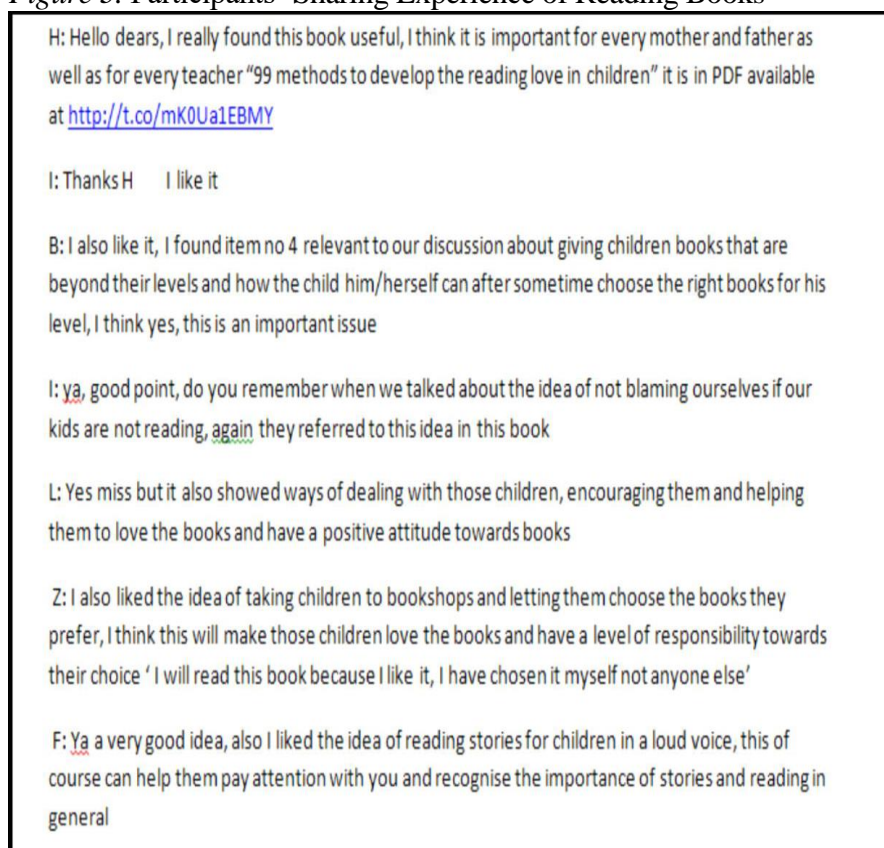 Figure 3. Participants' Sharing Experience of Reading Books
H: Hello dears, I really found this book useful, I think it is important for every mother and father as
well as for every teacher "99 methods to develop the reading love in children" it is in PDF available
at http://t.co/mK0Ua1EBMY
I: Thanks H I like it
B: I also like it, I found item no 4 relevant to our discussion about giving children books that are
beyond their levels and how the child him/herself can after sometime choose the right books for his
level, I think yes, this is an important issue
I: ya, good point, do you remember when we talked about the idea of not blaming ourselves if our
kids are not reading, again they referred to this idea in this book
L: Yes miss but it also showed ways of dealing with those children, encouraging them and helping
them to love the books and have a positive attitude towards books
Z: I also liked the idea of taking children to bookshops and letting them choose the books they
prefer, I think this will make those children love the books and have a level of responsibility towards
their choice ‘ I will read this book because I like it, I have chosen it myself not anyone else’
F: Ya a very good idea, also I liked the idea of reading stories for children in a loud voice, this of
course can help them pay attention with you and recognise the importance of stories and reading in
general